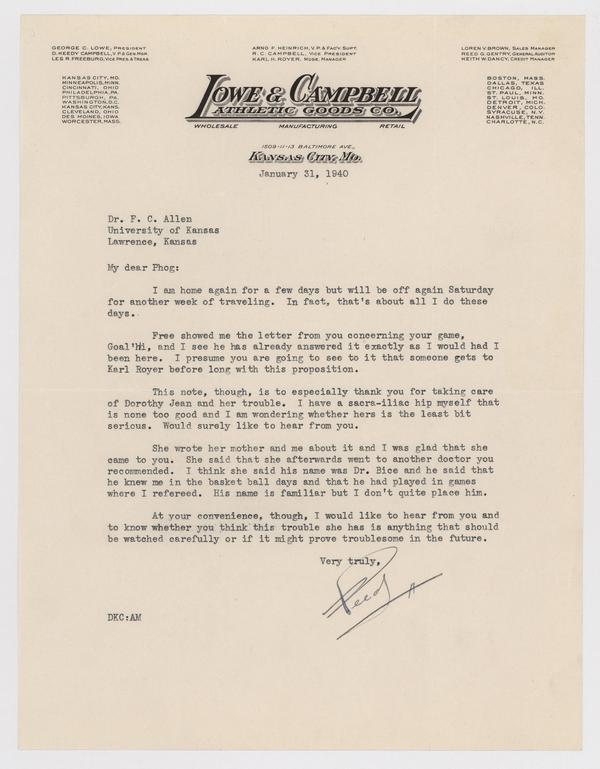 GEORGE C. LOWE, PRESIDENT
D. KEEDY CAMPBELL, V.P. & GEN. MGR.
LES R. FREEBURG, VICE PRES. & TREAS.
ARNO F. HEINRICH, V.P. & FAC'Y. SUPT.
R. C. CAMPBELL, VICE PRESIDENT
KARL H. ROYER, MDSE. MANAGER
LOREN V. BROWN, SALES MANAGER
REED G. GENTRY, GENERAL AUDITOR
KEITH W. DANCY, CREDIT MANAGER
KANSAS CITY, MO.
MINNEAPOLIS, MINN.
CINCINNATI, OHIO
PHILADELPHIA, PA.
PITTSBURGH, PA.
WASHINGTON, D.C.
KANSAS CITY, KANS.
CLEVELAND, OHIO
DES MOINES, IOWA
WORCESTER, MASS.
LOWE & CAMPBELL
ATHLETIC GOODS CO.
WHOLESALE MANUFACTURING RETAIL
BOSTON, MASS.
DALLAS, TEXAS
CHICAGO, ILL.
ST. PAUL, MINN.
ST. LOUIS, MO.
DETROIT, MICH.
DENVER, COLO.
SYRACUSE, N.Y.
NASHVILLE, TENN.
CHARLOTTE, N.C.
1509-11-13 BALTIMORE AVE.,
KANSAS CITY, MO.
January 31, 1940
Dr. F. C. Allen
University of Kansas
Lawrence, Kansas
My dear Phog:
I am home again for a few days but will be off again Saturday
for another week of traveling. In fact, that's about all I do these
days.
Free showed me the letter from you concerning your game,
Goal'Hi, and I see he has already answered it exactly as I would had I
been here. I presume you are going to see to it that someone gets to
Karl Royer before long with this proposition.
This note, though, is to especially thank you for taking care
of Dorothy Jean and her trouble. I have a sacra-iliac hip myself that
is none too good and I am wondering whether hers is the least bit
serious. Would surely like to hear from you.
She wrote her mother and me about it and I was glad that she
came to you. She said that she afterwards went to another doctor you
recommended. I think she said his name was Dr. Bice and he said that
he knew me in the basket ball days and that he had played in games
where I refereed. His name is familiar but I don't quite place him.
At your convenience, though, I would like to hear from you and
to know whether you think this trouble she has is anything that should
be watched carefully or if it might prove troublesome in the future.
Very truly,
DKC:AM